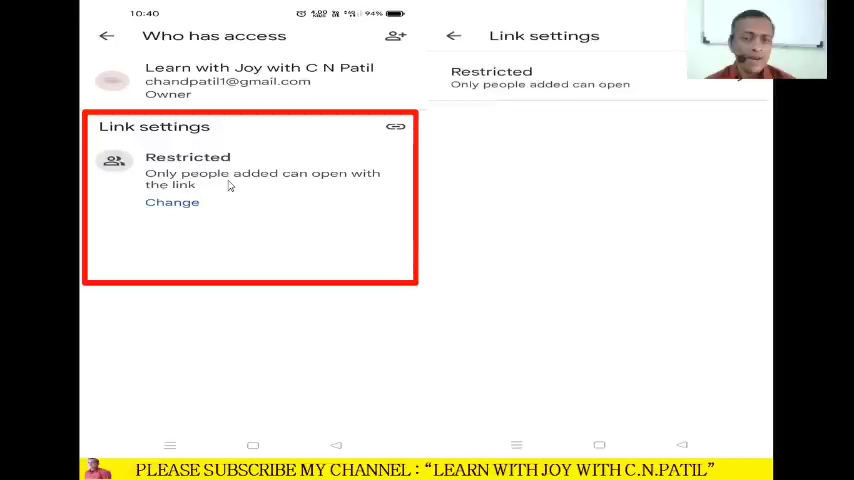 10:40
94%
Who has access
Learn with Joy with C N Patil
chandpatil1@gmail.com
Owner
Link settings
Restricted
Only people added can open with
the link
Change
Link settings
Restricted
Only people added can open
PLEASE SUBSCRIBE MY CHANNEL : “LEARN WITH JOY WITH C.N.PATIL”